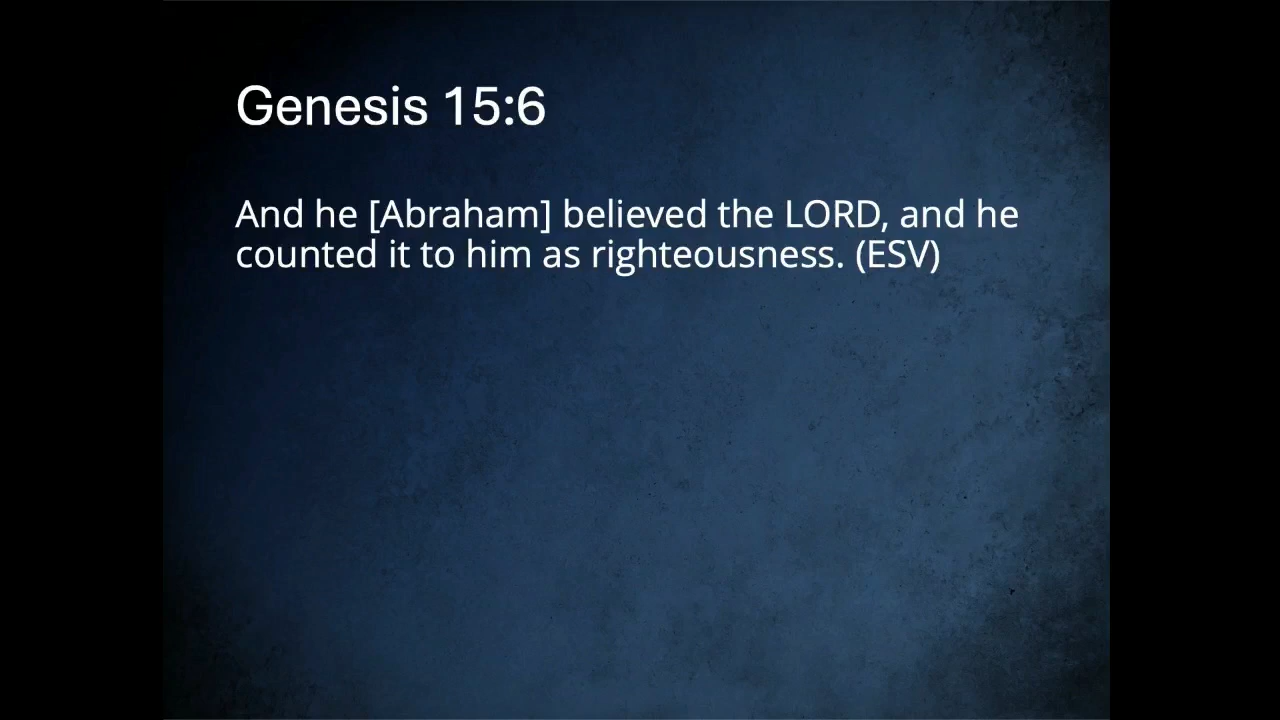 Genesis 15:6
And he [Abraham] believed the LORD, and he
counted it to him as righteousness. (ESV)